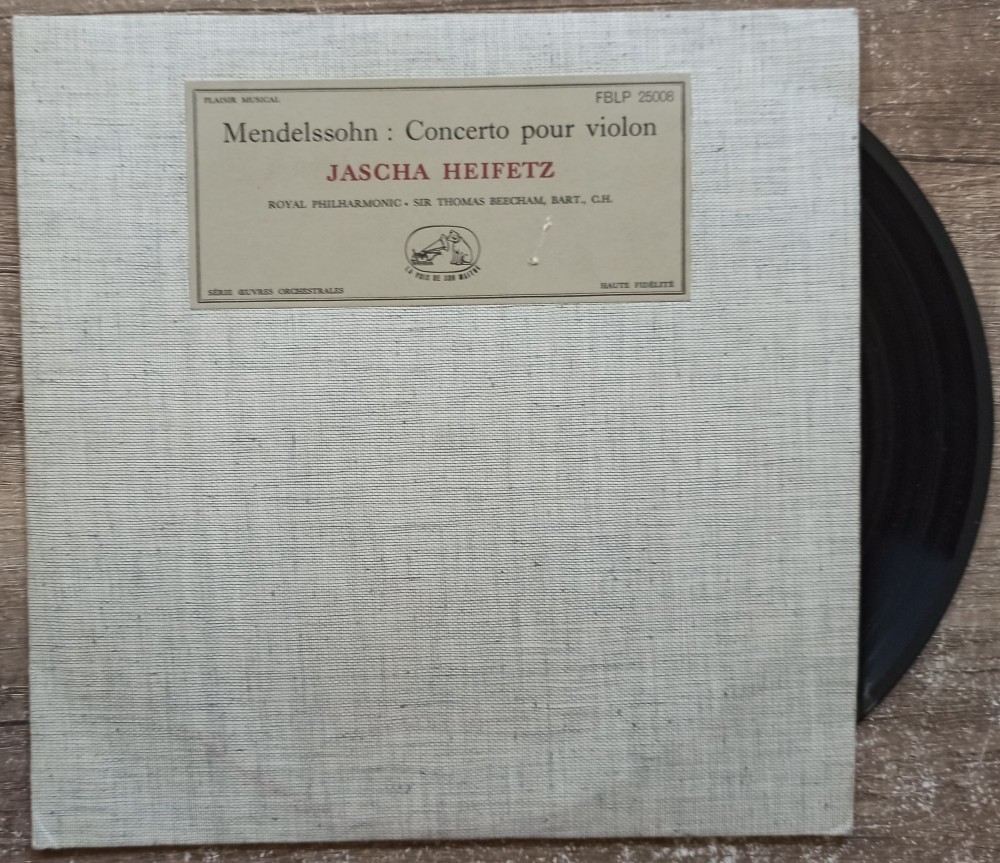 PLAISIR MUSICAL
FBLP 25008
Mendelssohn : Concerto pour violon
JASCHA HEIFETZ
ROYAL PHILHARMONIC • SIR THOMAS BEECHAM, BART., C.H.
LA VOIX DE SON MAITRE
SÉRIE ŒUVRES ORCHESTRALES
HAUTE FIDÉLITÉ